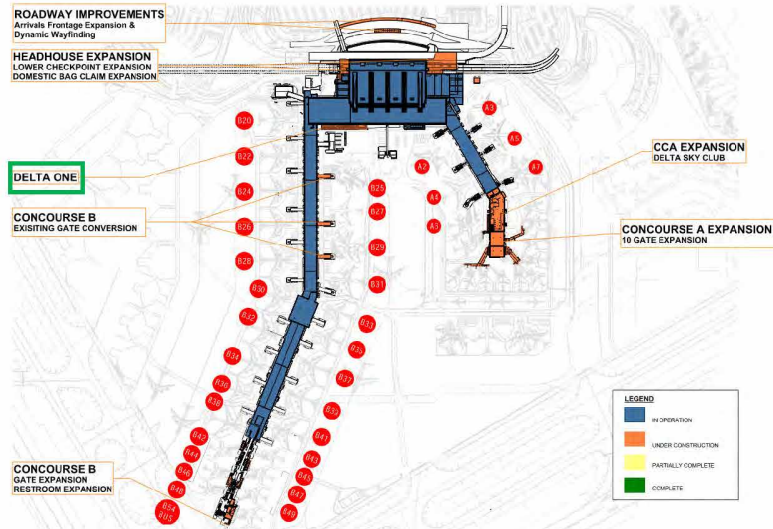 ROADWAY IMPROVEMENTS
Arrivals Frontage Expansion &
Dynamic Wayfinding
HEADHOUSE EXPANSION
LOWER CHECKPOINT EXPANSION
DOMESTIC BAG CLAIM EXPANSION
DELTA ONE
CONCOURSE B
EXISITING GATE CONVERSION
CCA EXPANSION
DELTA SKY CLUB
CONCOURSE A EXPANSION
10 GATE EXPANSION
A3
A5
A7
A2
A4
A3
B20
B22
B24
B26
B28
B30
B32
B34
B36
B38
B42
B44
B46
B48
B54
BUS
B25
B27
B29
B31
B33
B35
B37
B39
B41
B43
B45
B47
B49
CONCOURSE B
GATE EXPANSION
RESTROOM EXPANSION
LEGEND
IN OPERATION
UNDER CONSTRUCTION
PARTIALLY COMPLETE
COMPLETE